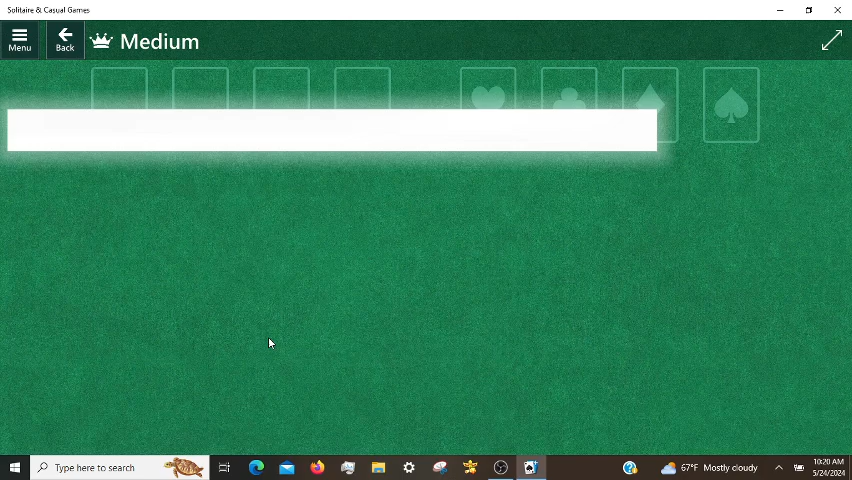 Solitaire & Casual Games
Menu
Back
Medium
Type here to search
67°F Mostly cloudy
10:20 AM
5/24/2024